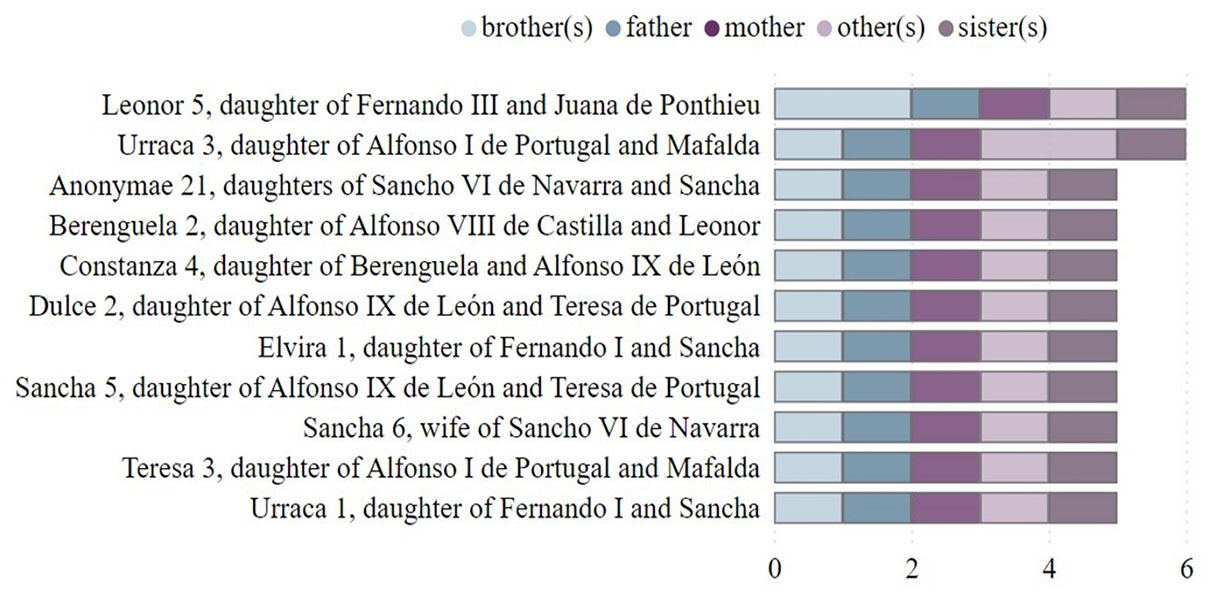 brother(s) father mother other(s) sister(s)
Leonor 5, daughter of Fernando III and Juana de Ponthieu
Urraca 3, daughter of Alfonso I de Portugal and Mafalda
Anonymae 21, daughters of Sancho VI de Navarra and Sancha
Berenguela 2, daughter of Alfonso VIII de Castilla and Leonor
Constanza 4, daughter of Berenguela and Alfonso IX de León
Dulce 2, daughter of Alfonso IX de León and Teresa de Portugal
Elvira 1, daughter of Fernando I and Sancha
Sancha 5, daughter of Alfonso IX de León and Teresa de Portugal
Sancha 6, wife of Sancho VI de Navarra
Teresa 3, daughter of Alfonso I de Portugal and Mafalda
Urraca 1, daughter of Fernando I and Sancha
0 2 4 6